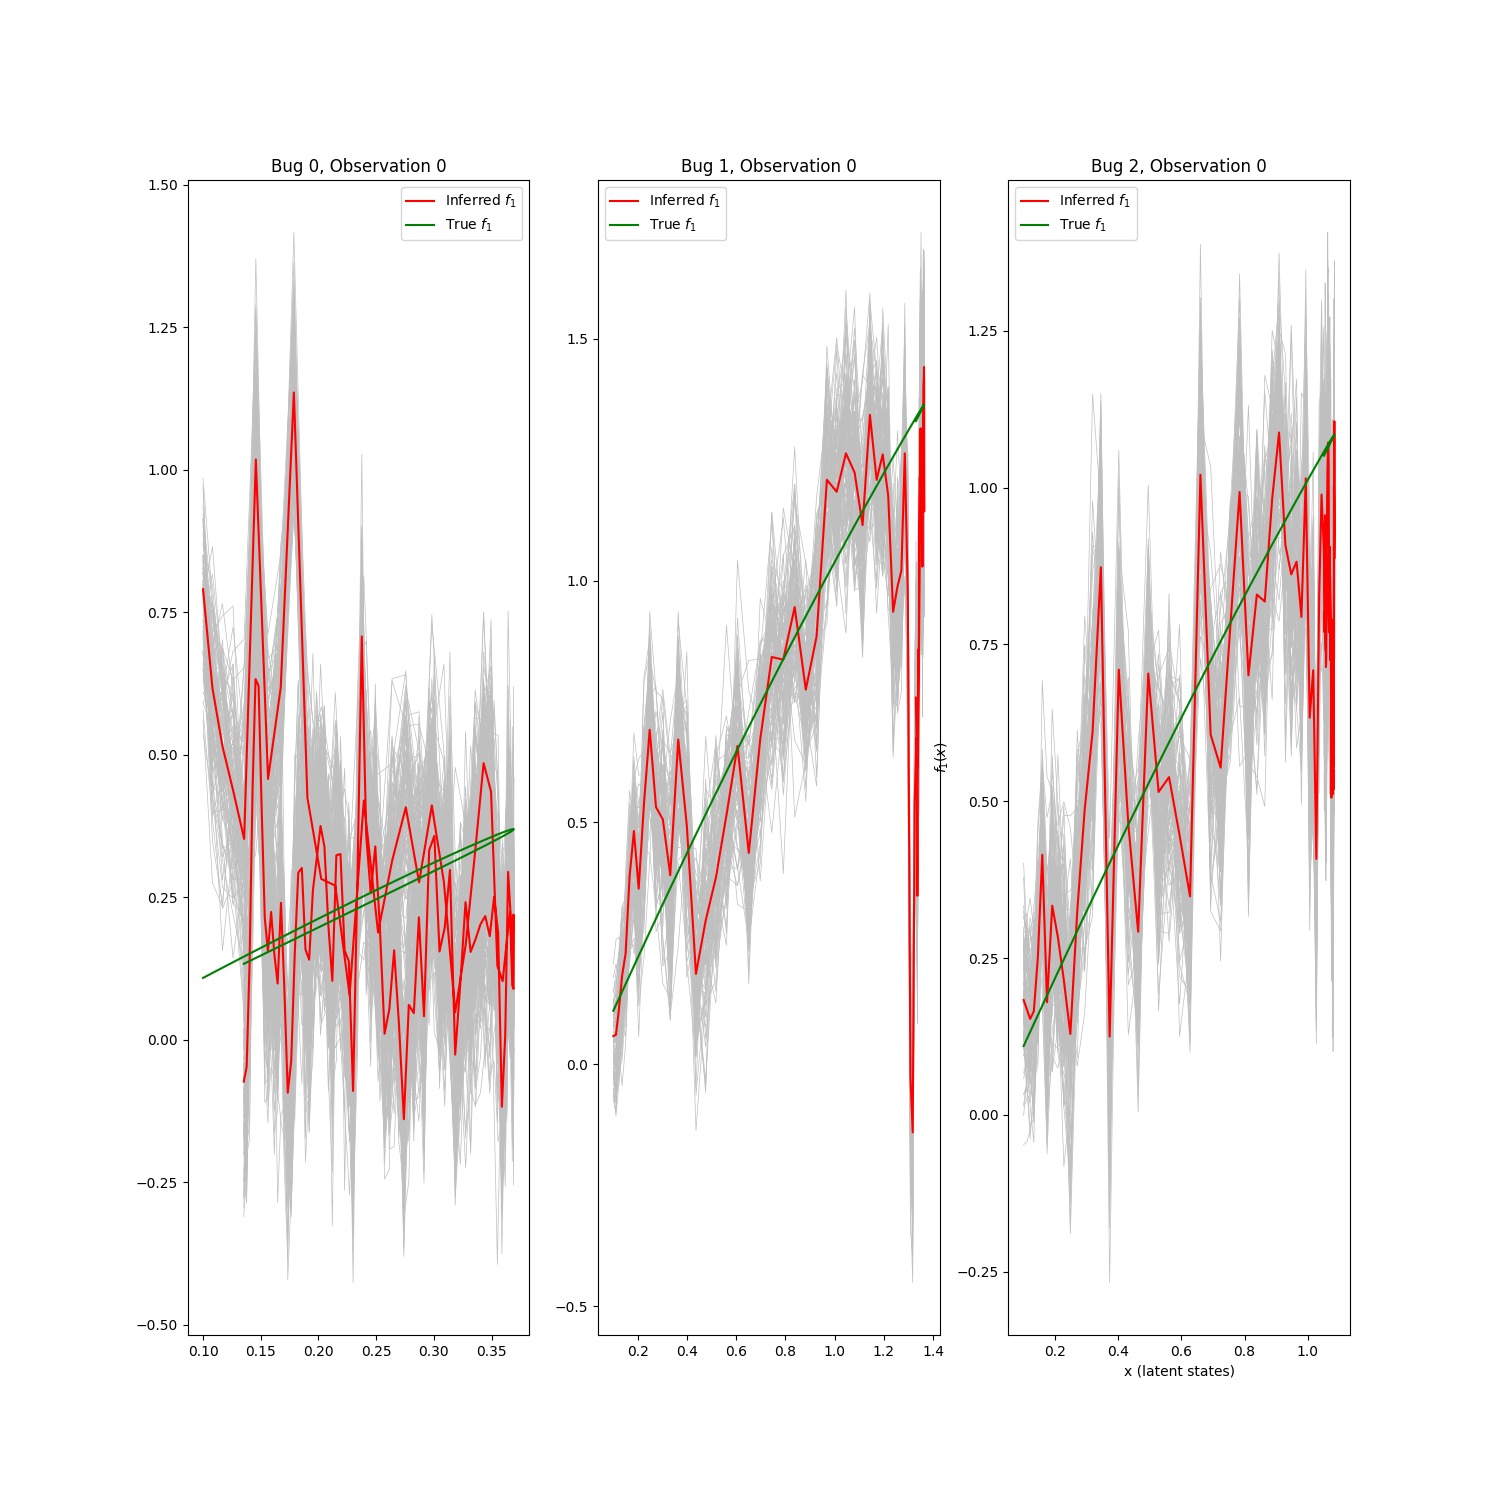 Bug 0, Observation 0
Inferred f₁
True f₁
1.50
1.25
1.00
0.75
0.50
0.25
0.00
−0.25
−0.50
0.10 0.15 0.20 0.25 0.30 0.35
Bug 1, Observation 0
Inferred f₁
True f₁
1.5
1.0
0.5
0.0
−0.5
0.2 0.4 0.6 0.8 1.0 1.2 1.4
Bug 2, Observation 0
Inferred f₁
True f₁
f₁(x)
1.25
1.00
0.75
0.50
0.25
0.00
−0.25
0.2 0.4 0.6 0.8 1.0
x (latent states)